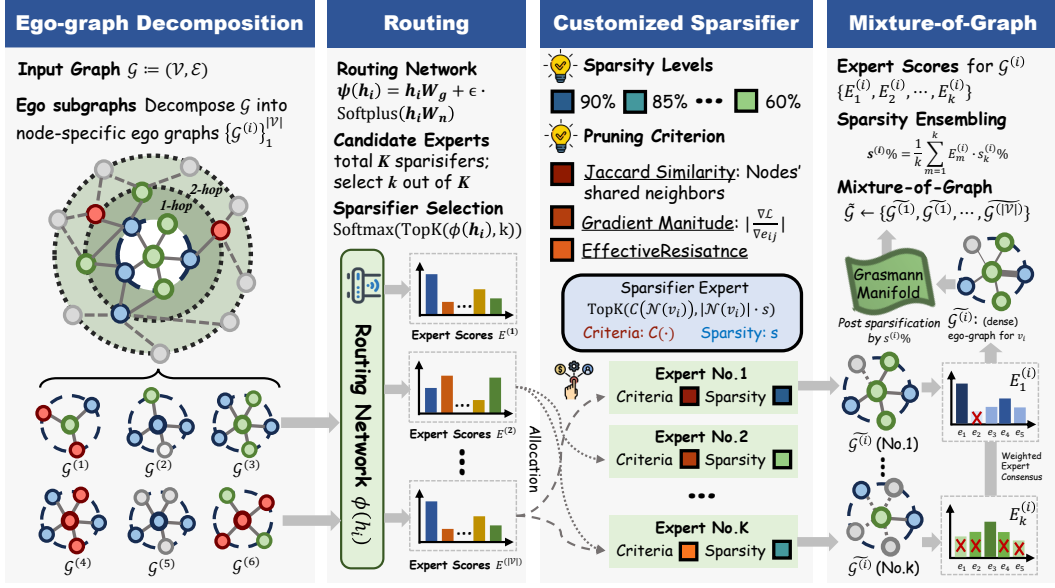 Ego-graph Decomposition
Input Graph 𝒢 ≔ (𝒱, ℰ)
Ego subgraphs Decompose 𝒢 into
node-specific ego graphs {𝒢^(i)}_1^|𝒱|
2-hop
1-hop
𝒢^(1)
𝒢^(2)
𝒢^(3)
𝒢^(4)
𝒢^(5)
𝒢^(6)
Routing
Routing Network
ψ(h_i) = h_iW_g + ϵ ·
Softplus(h_iW_n)
Candidate Experts
total K sparisifers;
select k out of K
Sparsifier Selection
Softmax(TopK(ϕ(h_i), k))
Routing Network ϕ(h_i)
...
Expert Scores E^(1)
...
Expert Scores E^(2)
...
...
Expert Scores E^(|𝒱|)
Allocation
Customized Sparsifier
Sparsity Levels
90% 85% ... 60%
Pruning Criterion
Jaccard Similarity: Nodes'
shared neighbors
Gradient Manitude: |∇ℒ/∇e_ij|
EffectiveResisatnce
Sparsifier Expert
TopK(C(𝒩(v_i)), |𝒩(v_i)| · s)
Criteria: C(·) Sparsity: s
Expert No.1
Criteria Sparsity
Expert No.2
Criteria Sparsity
...
Expert No.K
Criteria Sparsity
Mixture-of-Graph
Expert Scores for 𝒢^(i)
{E_1^(i), E_2^(i), ⋯, E_k^(i)}
Sparsity Ensembling
s^(i)% = 1/k ∑_{m=1}^{k} E_m^(i) · s_k^(i)%
Mixture-of-Graph
𝒢̃ ← {𝒢^(1)~, 𝒢^(1)~, ⋯, 𝒢^(|𝒱|)~}
Grasmann
Manifold
Post sparsification
by s^(i)%
𝒢^(i)~: (dense)
ego-graph for v_i
𝒢^(i)~ (No.1)
E_1^(i)
e_1 e_2 e_3 e_4 e_5
Weighted
Expert
Consensus
...
𝒢^(i)~ (No.k)
E_k^(i)
e_1 e_2 e_3 e_4 e_5